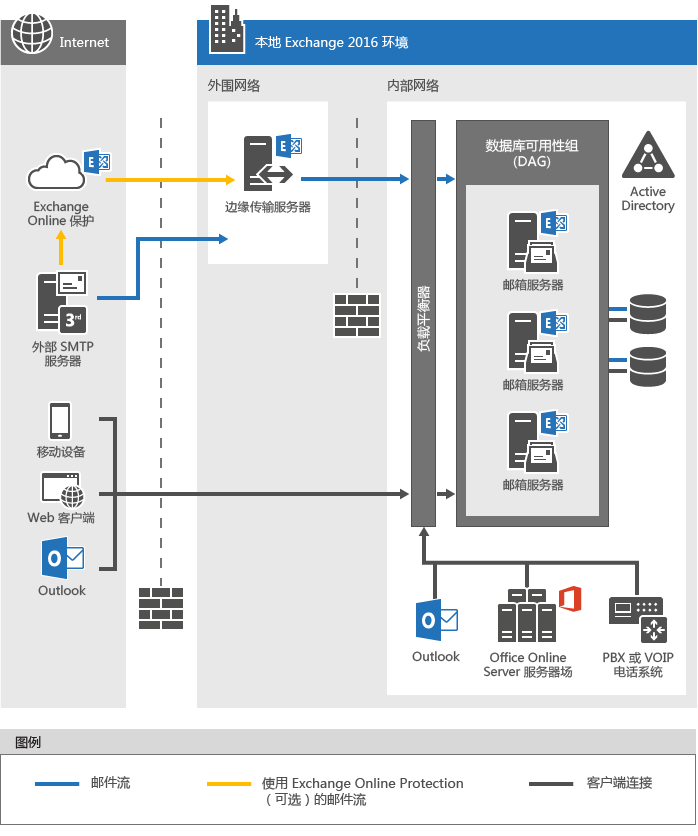 Internet
本地 Exchange 2016 环境
外围网络
内部网络
E
Exchange
Online 保护
E
边缘传输服务器
数据库可用性组
(DAG)
Active
Directory
E
邮箱服务器
3rd
外部 SMTP
服务器
负载平衡器
E
邮箱服务器
移动设备
E
邮箱服务器
Web 客户端
Outlook
Outlook
Office Online
Server 服务器场
PBX 或 VOIP
电话系统
图例
邮件流
使用 Exchange Online Protection
（可选）的邮件流
客户端连接